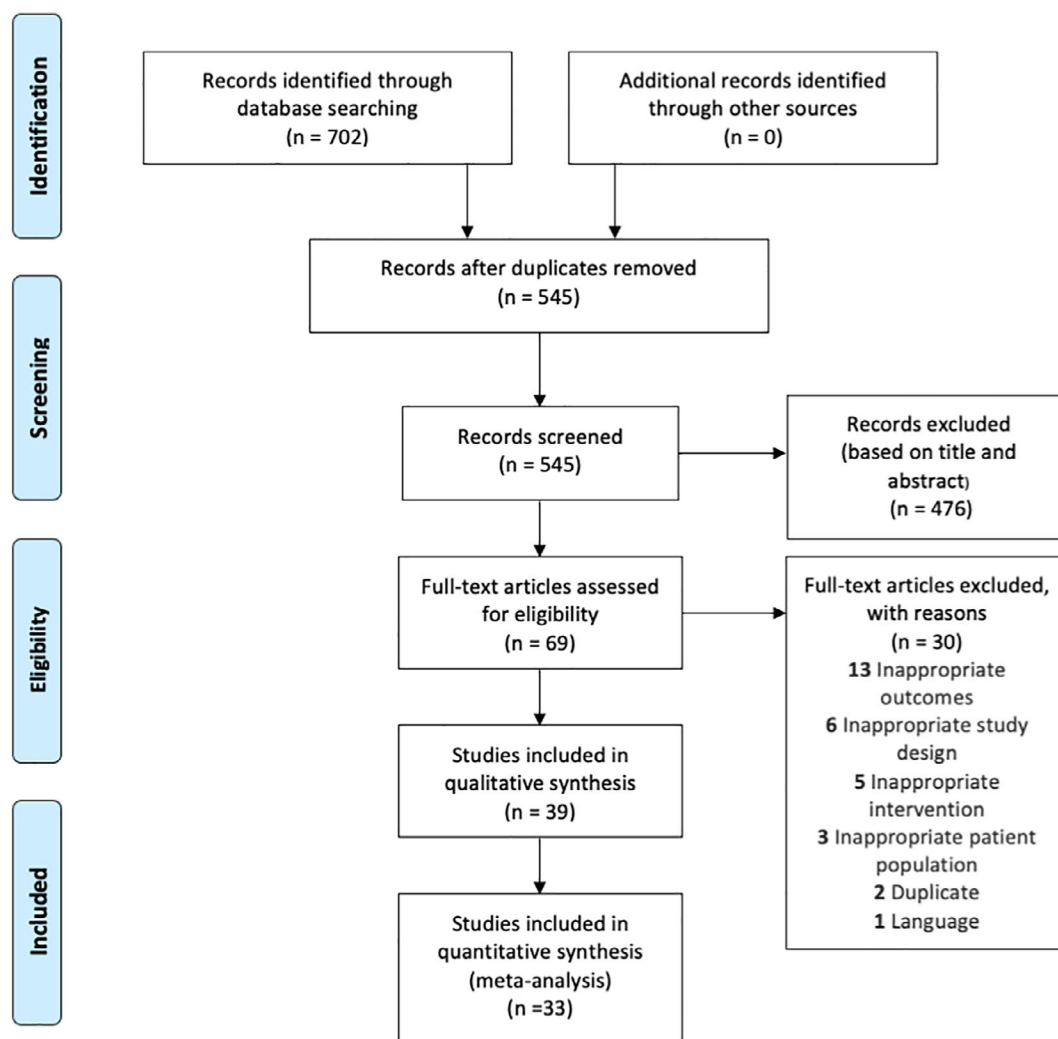 Identification
Records identified through
database searching
(n = 702)
Additional records identified
through other sources
(n = 0)
Screening
Records after duplicates removed
(n = 545)
Records screened
(n = 545)
Records excluded
(based on title and
abstract)
(n = 476)
Eligibility
Full-text articles assessed
for eligibility
(n = 69)
Full-text articles excluded,
with reasons
(n = 30)
13 Inappropriate
outcomes
6 Inappropriate study
design
5 Inappropriate
intervention
3 Inappropriate patient
population
2 Duplicate
1 Language
Studies included in
qualitative synthesis
(n = 39)
Included
Studies included in
quantitative synthesis
(meta-analysis)
(n =33)